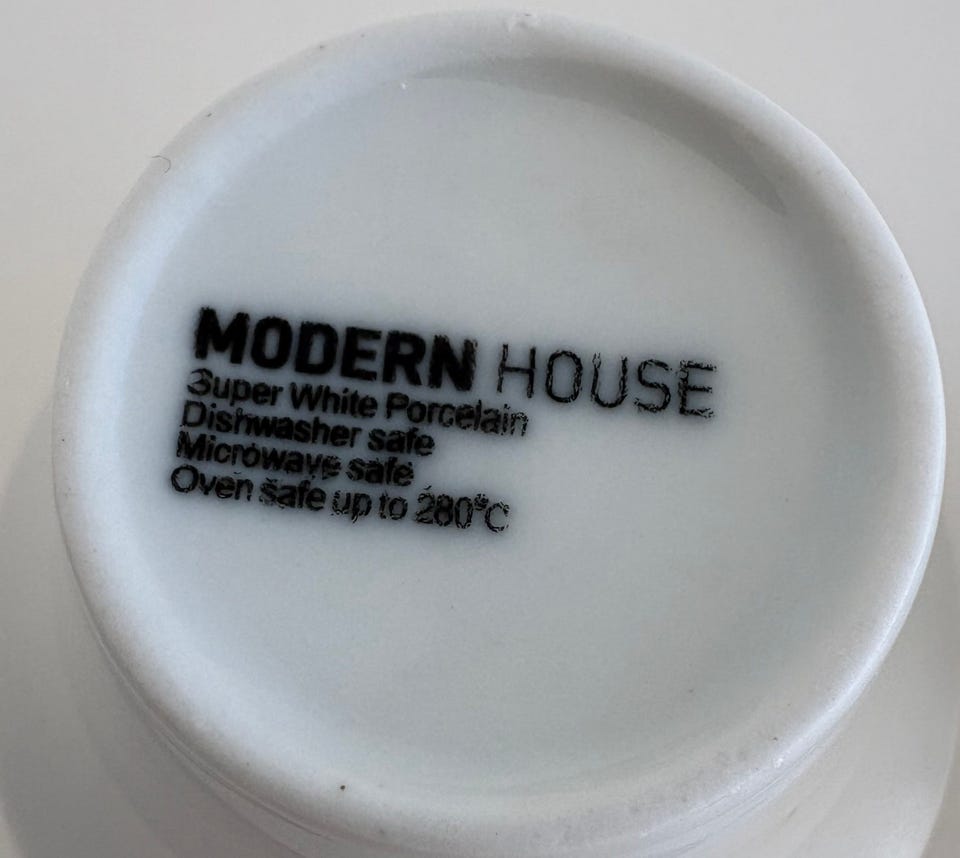 MODERN HOUSE
Super White Porcelain
Dishwasher safe
Microwave safe
Oven safe up to 280°C